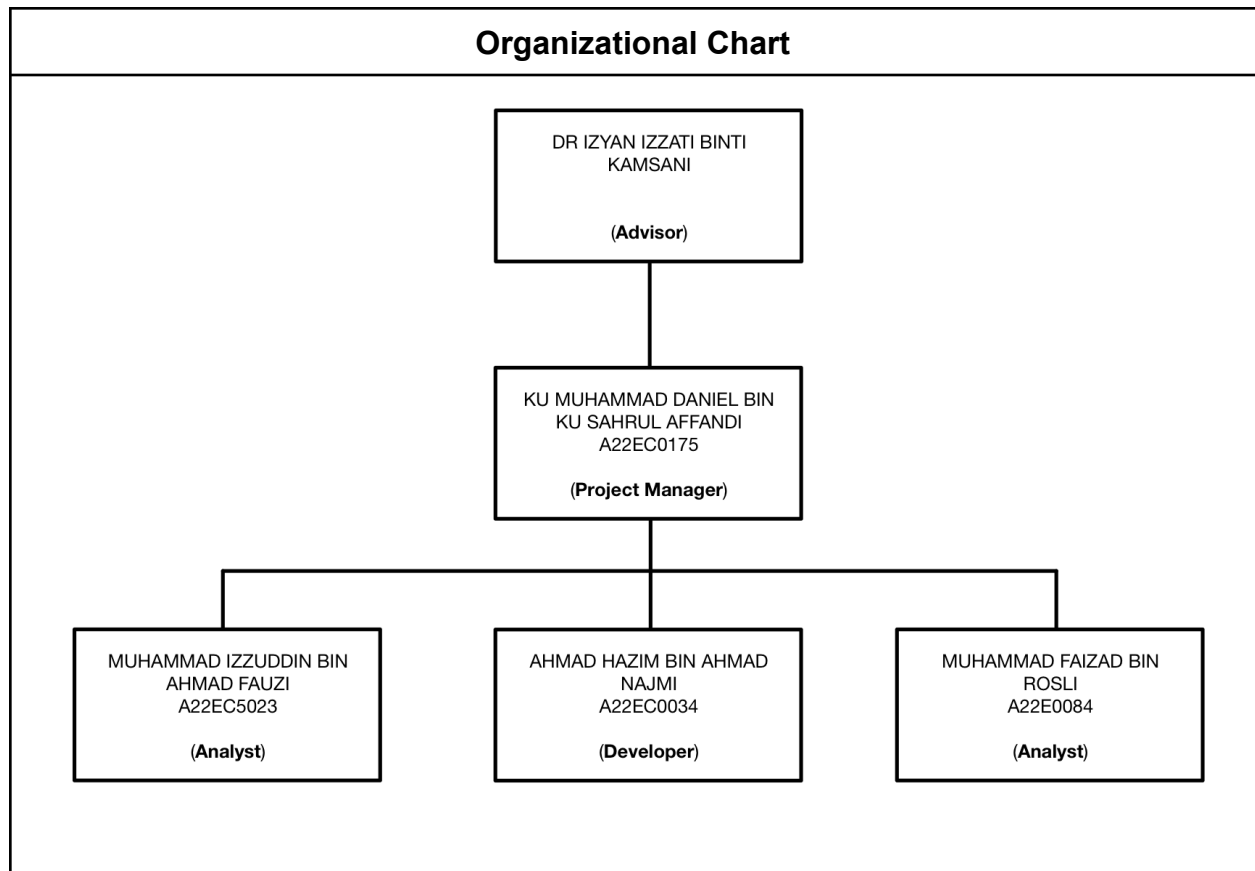 Organizational Chart
DR IZYAN IZZATI BINTI
KAMSANI
(Advisor)
KU MUHAMMAD DANIEL BIN
KU SAHRUL AFFANDI
A22EC0175
(Project Manager)
MUHAMMAD IZZUDDIN BIN
AHMAD FAUZI
A22EC5023
(Analyst)
AHMAD HAZIM BIN AHMAD
NAJMI
A22EC0034
(Developer)
MUHAMMAD FAIZAD BIN
ROSLI
A22E0084
(Analyst)